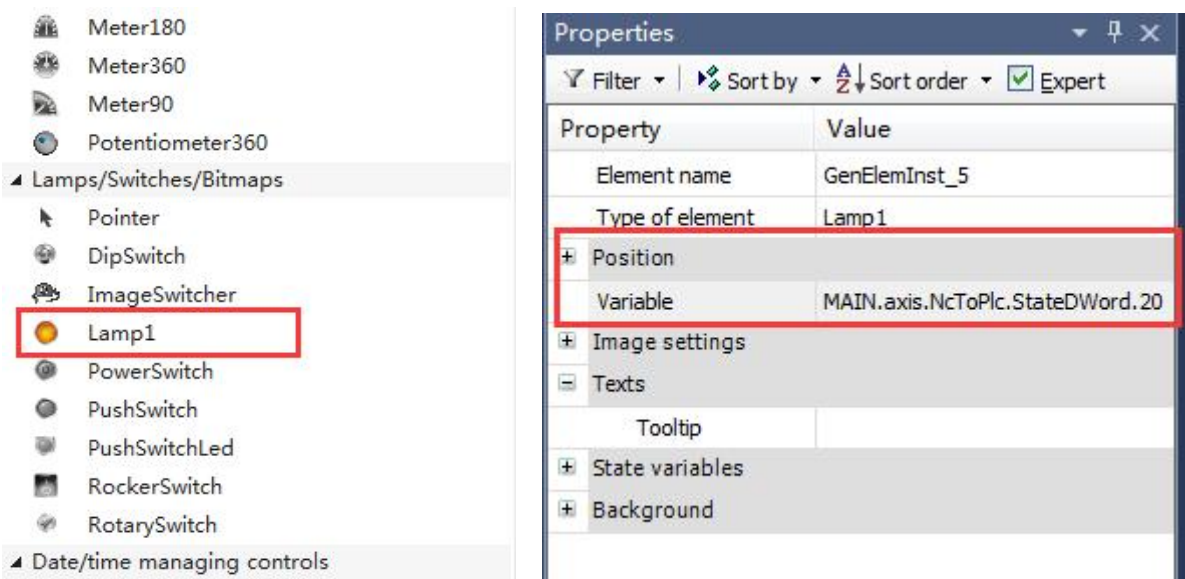 Meter180
Meter360
Meter90
Potentiometer360
Lamps/Switches/Bitmaps
Pointer
DipSwitch
ImageSwitcher
Lamp1
PowerSwitch
PushSwitch
PushSwitchLed
RockerSwitch
RotarySwitch
Date/time managing controls
Properties
Filter Sort by Sort order Expert
Property Value
Element name GenElemInst_5
Type of element Lamp1
Position
Variable MAIN.axis.NcToPlc.StateDWord.20
Image settings
Texts
Tooltip
State variables
Background